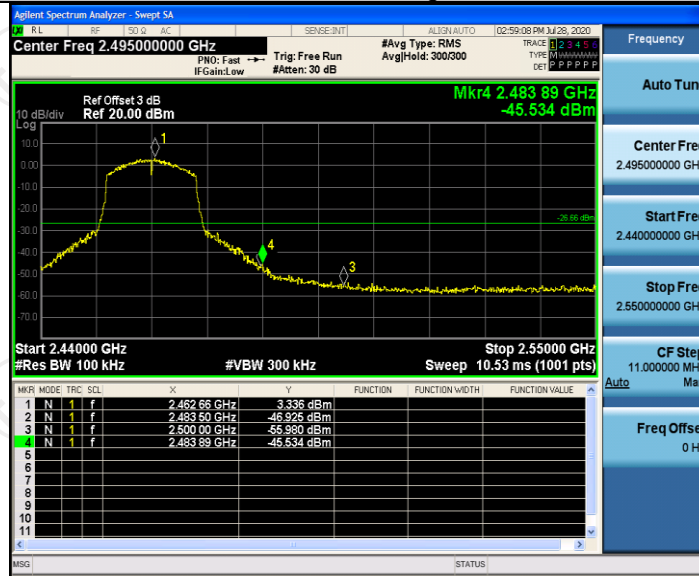 Agilent Spectrum Analyzer - Swept SA
RL RF 50 Ω AC SENSE:INT ALIGN AUTO 02:59:08 PM Jul 28, 2020
Center Freq 2.495000000 GHz
PNO: Fast
IFGain:Low
Trig: Free Run
#Atten: 30 dB
#Avg Type: RMS
Avg|Hold: 300/300
TRACE 1 2 3 4 5 6
TYPE M
DET P P P P P P
Mkr4 2.483 89 GHz
-45.534 dBm
Ref Offset 3 dB
10 dB/div Ref 20.00 dBm
Log
10.0
0.00
-10.0
-20.0
-30.0
-40.0
-50.0
-60.0
-70.0
1
4
3
-26.66 dBm
Start 2.44000 GHz Stop 2.55000 GHz
#Res BW 100 kHz #VBW 300 kHz Sweep 10.53 ms (1001 pts)
MKR MODE TRC SCL X Y FUNCTION FUNCTION WIDTH FUNCTION VALUE
1 N 1 f 2.462 66 GHz 3.336 dBm
2 N 1 f 2.483 50 GHz -46.925 dBm
3 N 1 f 2.500 00 GHz -55.980 dBm
4 N 1 f 2.483 89 GHz -45.534 dBm
5
6
7
8
9
10
11
MSG STATUS
Frequency
Auto Tun
Center Fre
2.495000000 GH
Start Fre
2.440000000 GH
Stop Fre
2.550000000 GH
CF Ste
11.000000 MH
Auto Ma
Freq Offse
0 H